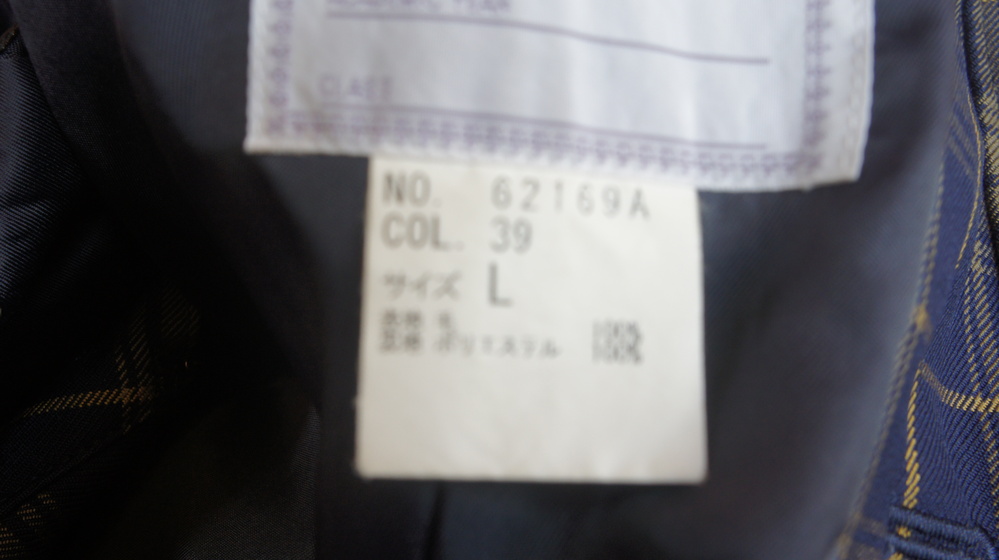 CLASS
NO. 62169A
COL. 39
サイズ L
表地 毛 100%
裏地 ポリエステル 100%